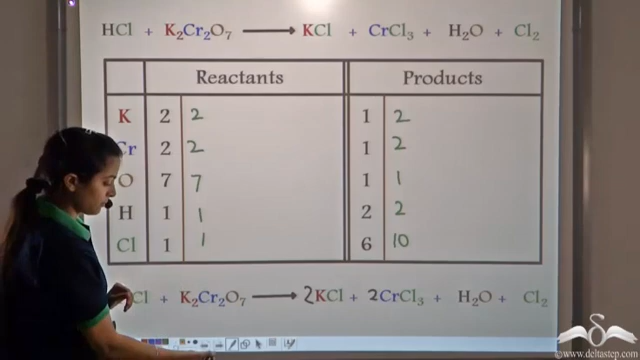 HCl + K₂Cr₂O₇ ⟶ KCl + CrCl₃ + H₂O + Cl₂
Reactants Products
K 2 2 1 2
Cr 2 2 1 2
O 7 7 1 1
H 1 1 2 2
Cl 1 1 6 10
Cl + K₂Cr₂O₇ ⟶ 2KCl + 2CrCl₃ + H₂O + Cl₂
©www.deltastep.com